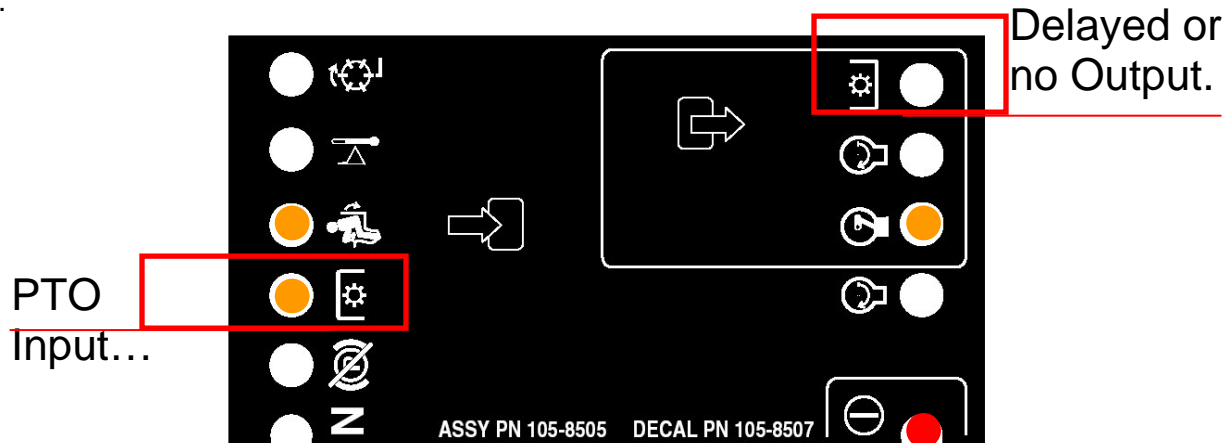 .
Delayed or
no Output.
PTO
Input…
N
ASSY PN 105-8505 DECAL PN 105-8507